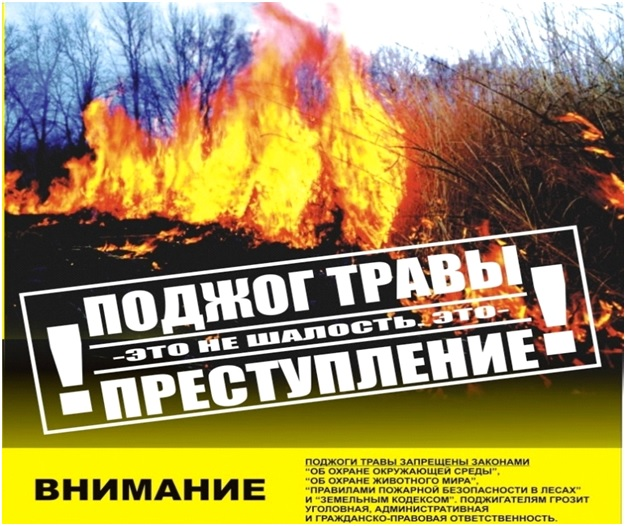 ! ПОДЖОГ ТРАВЫ !
-ЭТО НЕ ШАЛОСТЬ. ЭТО-
ПРЕСТУПЛЕНИЕ
ВНИМАНИЕ
ПОДЖОГИ ТРАВЫ ЗАПРЕЩЕНЫ ЗАКОНАМИ
"ОБ ОХРАНЕ ОКРУЖАЮЩЕЙ СРЕДЫ",
"ОБ ОХРАНЕ ЖИВОТНОГО МИРА",
"ПРАВИЛАМИ ПОЖАРНОЙ БЕЗОПАСНОСТИ В ЛЕСАХ"
И "ЗЕМЕЛЬНЫМ КОДЕКСОМ". ПОДЖИГАТЕЛЯМ ГРОЗИТ
УГОЛОВНАЯ, АДМИНИСТРАТИВНАЯ
И ГРАЖДАНСКО-ПРАВОВАЯ ОТВЕТСТВЕННОСТЬ.